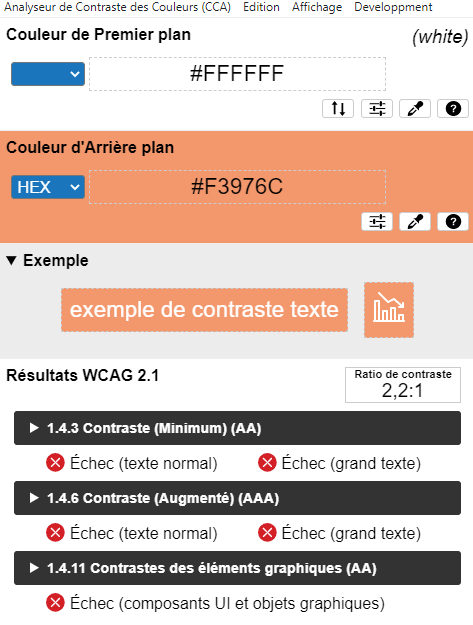 Analyseur de Contraste des Couleurs (CCA) Edition Affichage Developpment
Couleur de Premier plan (white)
#FFFFFF
Couleur d'Arrière plan
HEX #F3976C
Exemple
exemple de contraste texte
Résultats WCAG 2.1
Ratio de contraste
2,2:1
1.4.3 Contraste (Minimum) (AA)
Échec (texte normal) Échec (grand texte)
1.4.6 Contraste (Augmenté) (AAA)
Échec (texte normal) Échec (grand texte)
1.4.11 Contrastes des éléments graphiques (AA)
Échec (composants UI et objets graphiques)